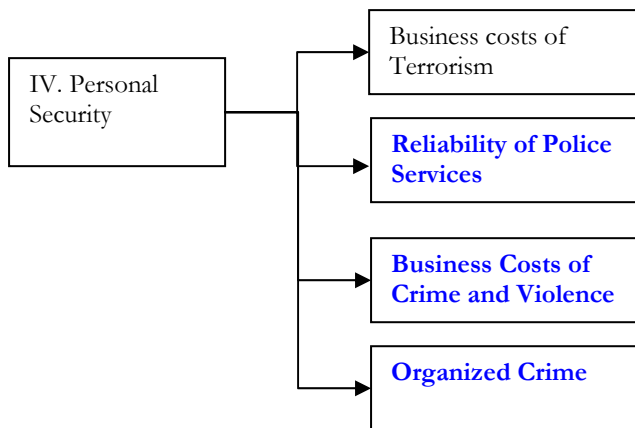 IV. Personal
Security
Business costs of
Terrorism
Reliability of Police
Services
Business Costs of
Crime and Violence
Organized Crime